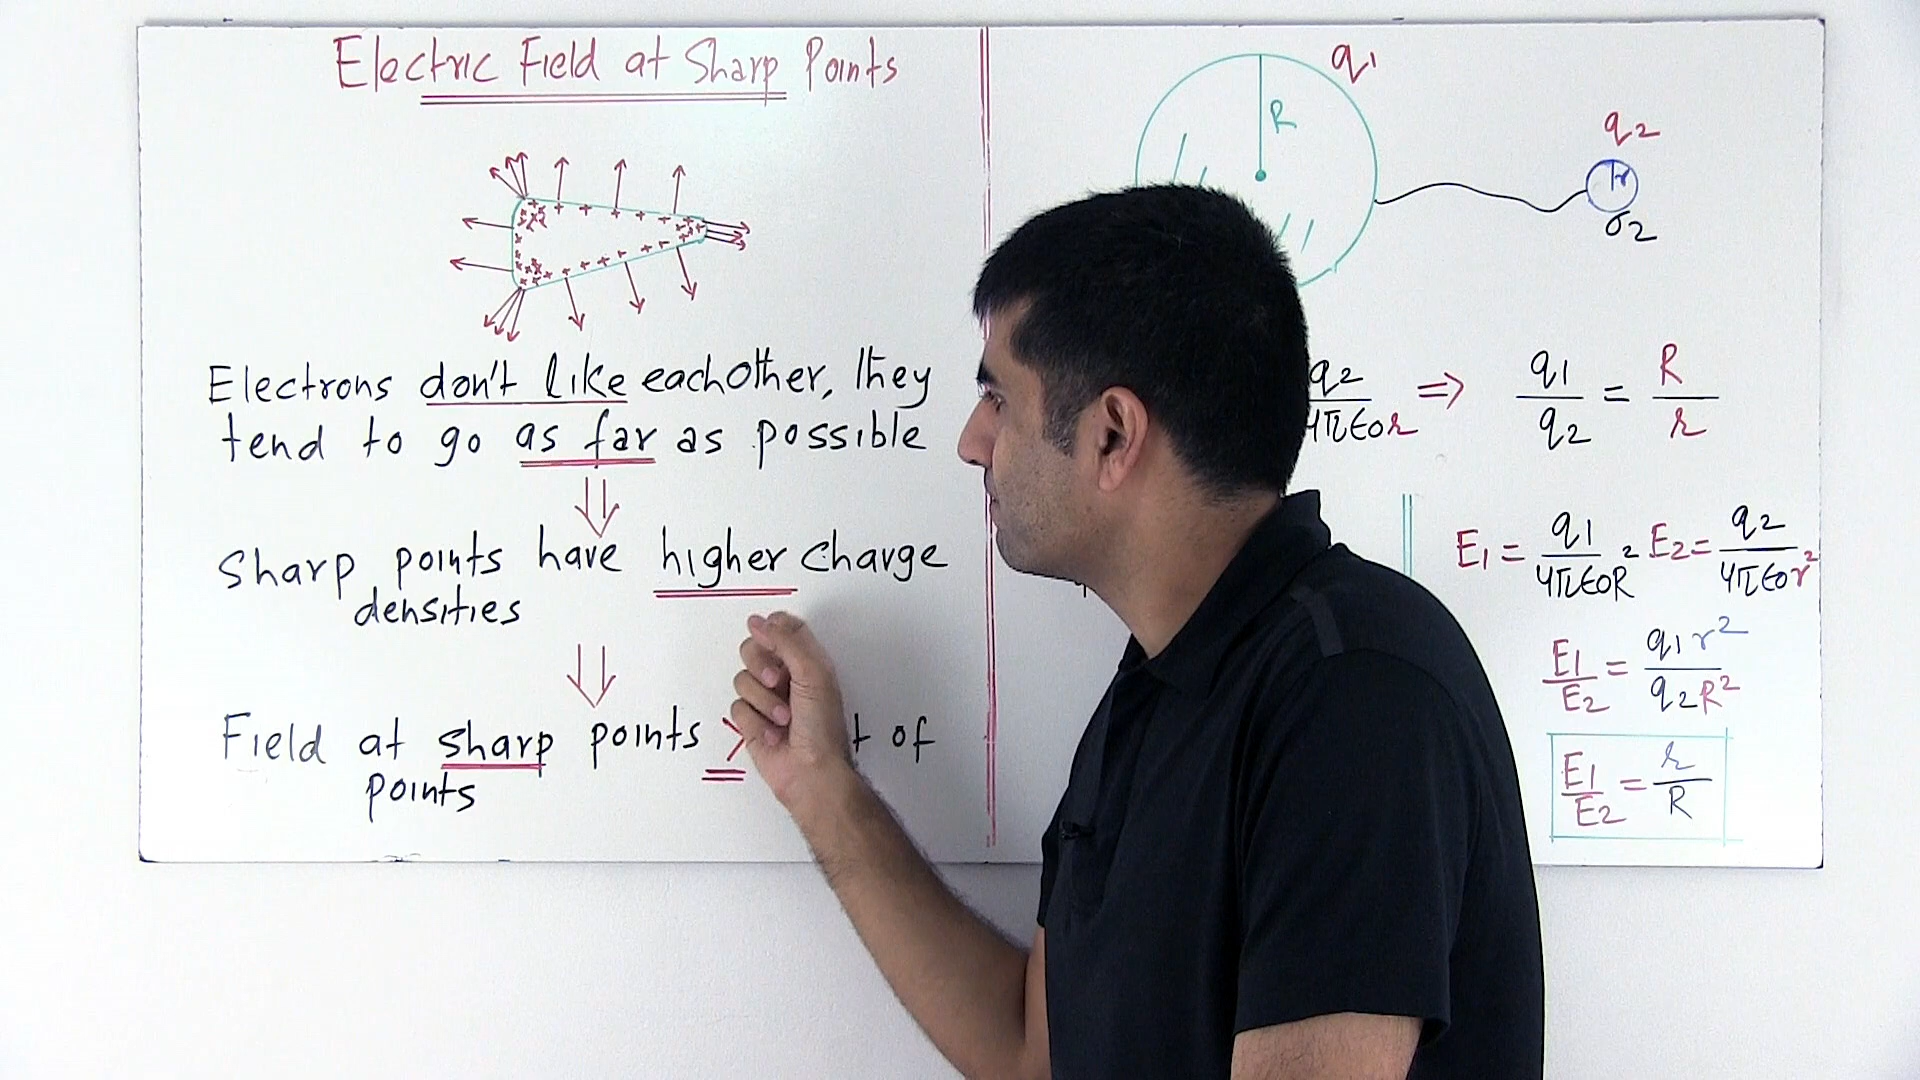 Electric Field at Sharp Points
Electrons don't like eachother, they
tend to go as far as possible
Sharp points have higher charge
densities
Field at sharp points > t of
points
q1
R
q2
r
σ2
q2/4πϵ0r => q1/q2 = R/r
E1 = q1/4πϵ0R² E2 = q2/4πϵ0r²
E1/E2 = q1r²/q2R²
E1/E2 = r/R